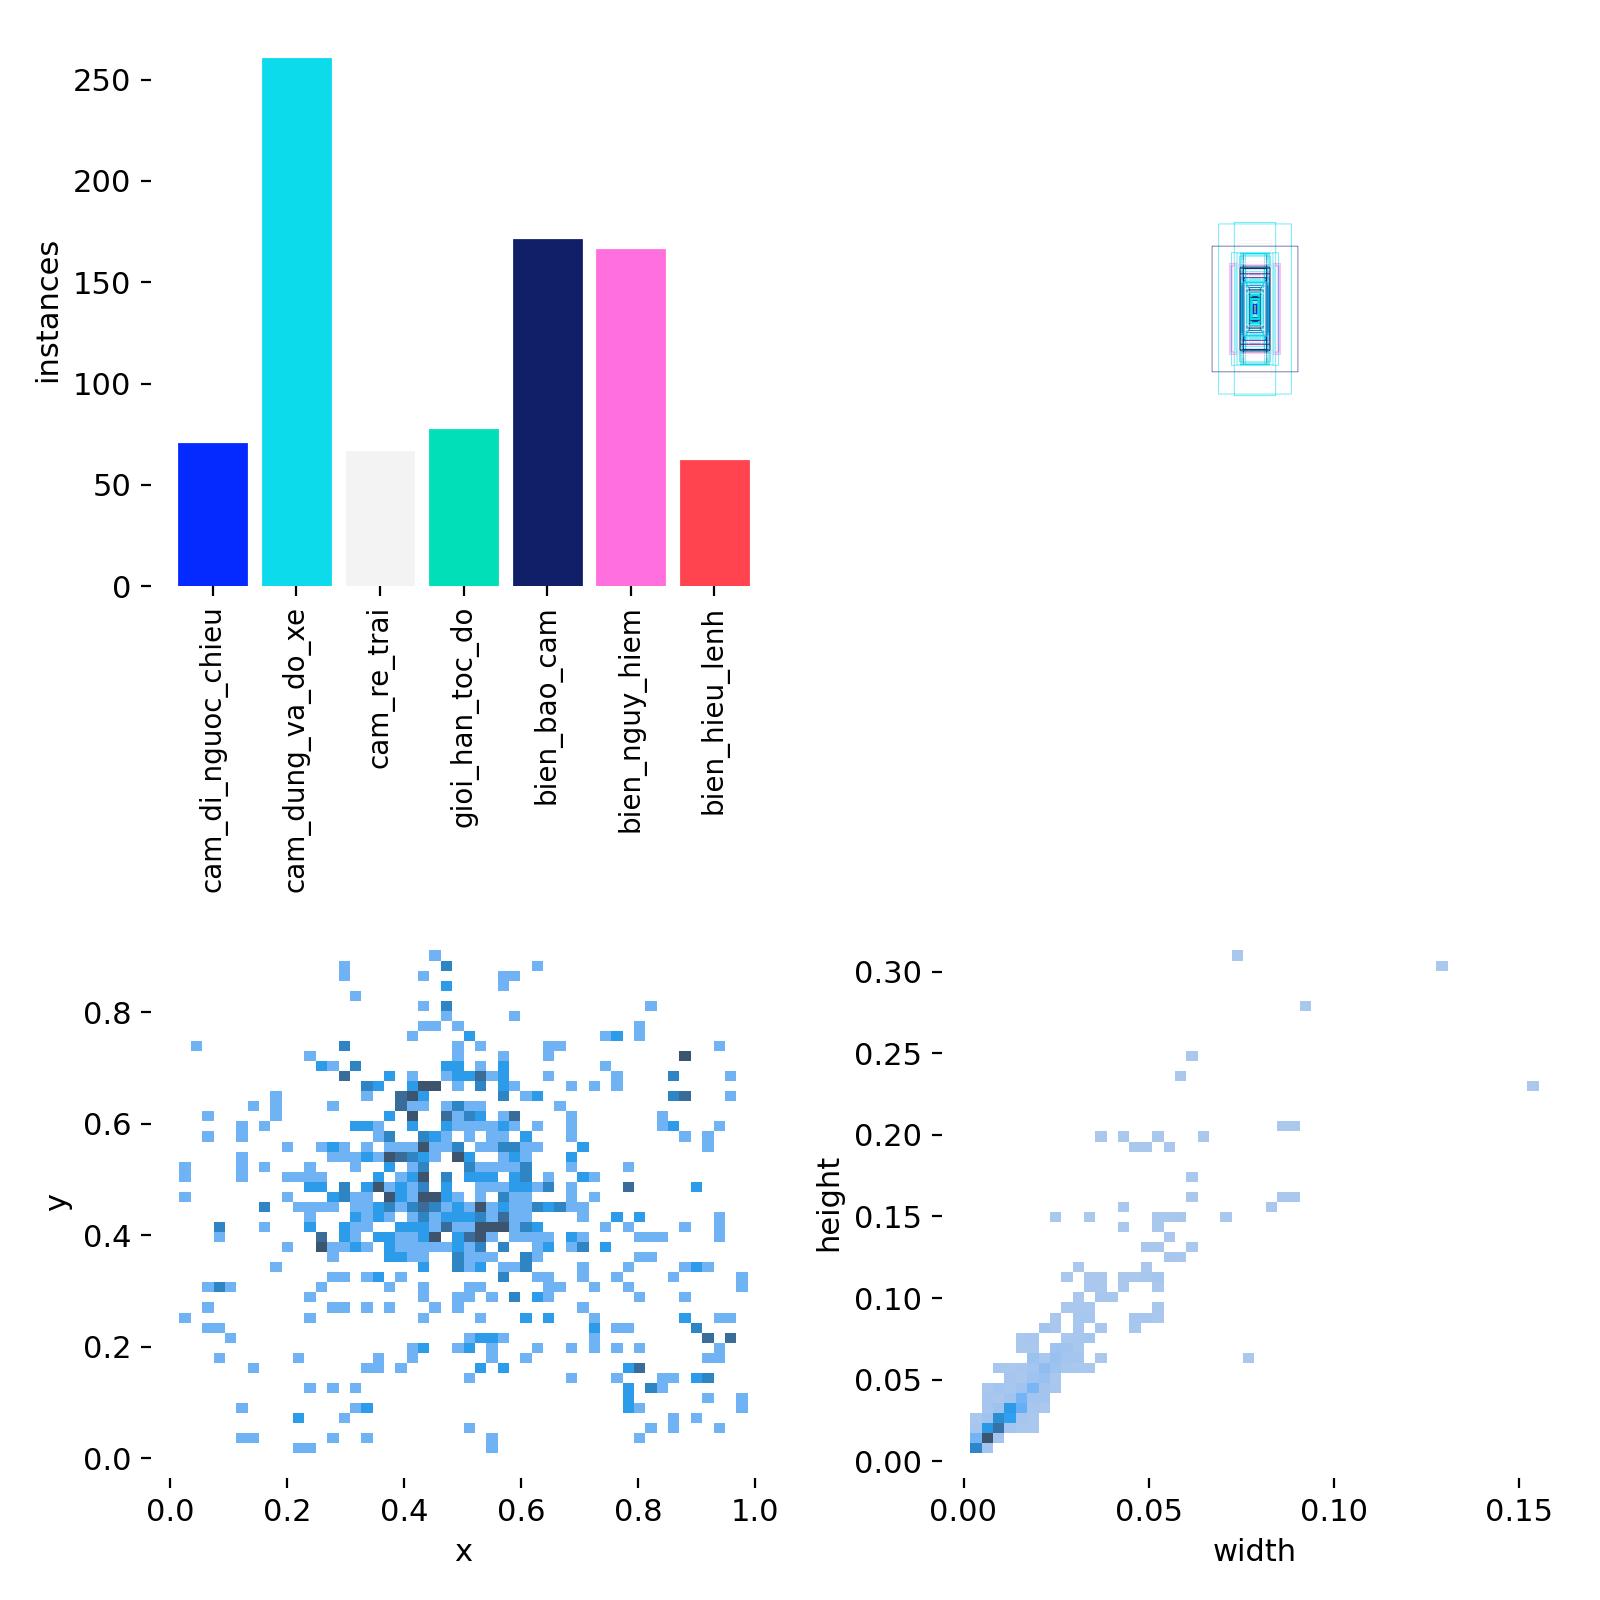 250
200
150
100
50
0
instances
cam_di_nguoc_chieu
cam_dung_va_do_xe
cam_re_trai
gioi_han_toc_do
bien_bao_cam
bien_nguy_hiem
bien_hieu_lenh
0.8
0.6
0.4
0.2
0.0
y
0.0 0.2 0.4 0.6 0.8 1.0
x
0.30
0.25
0.20
0.15
0.10
0.05
0.00
height
0.00 0.05 0.10 0.15
width